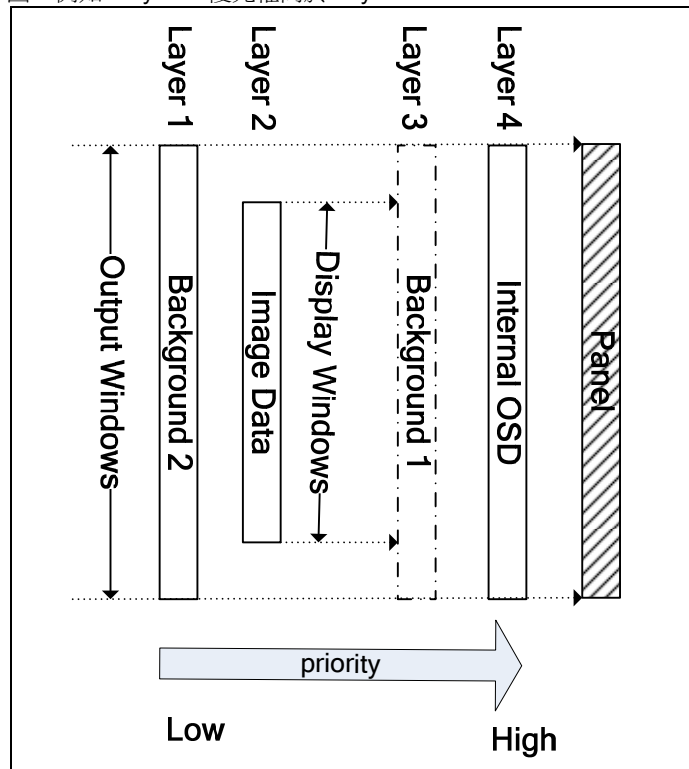 Layer 1
Layer 2
Layer 3
Layer 4
Output Windows
Background 2
Image Data
Display Windows
Background 1
Internal OSD
Panel
priority
Low
High